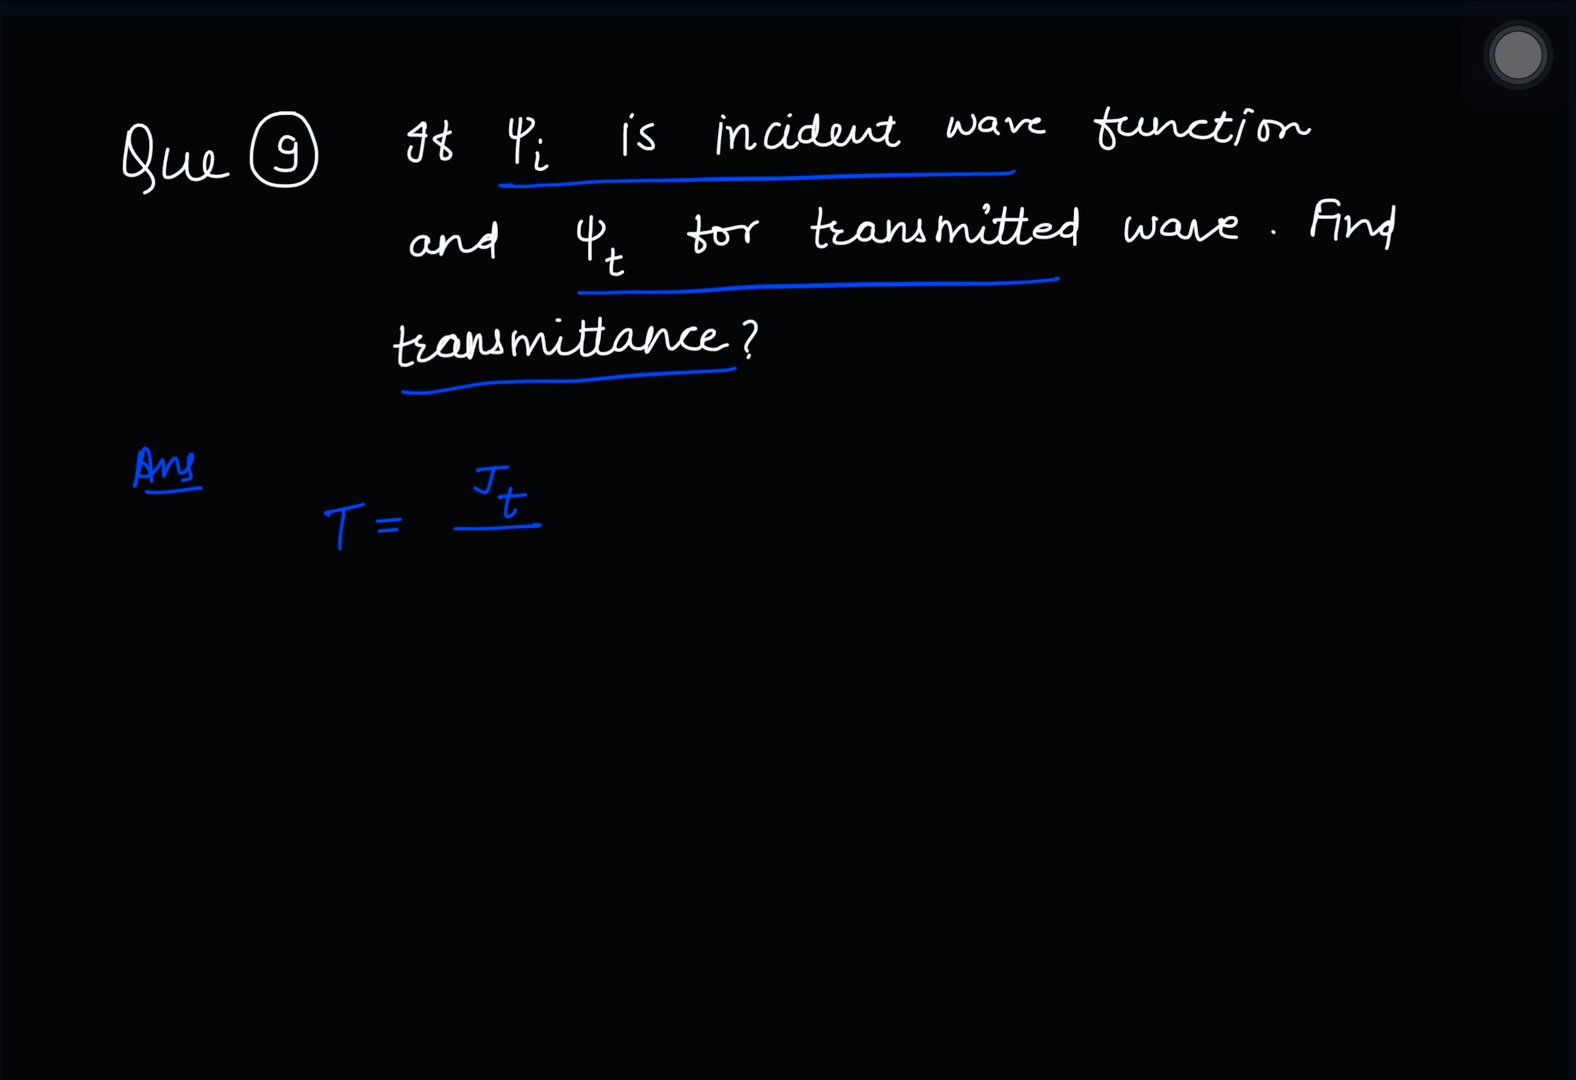 Que 9 If ψi is incident wave function
and ψt for transmitted wave. Find
transmittance?
Ans
T = Jt